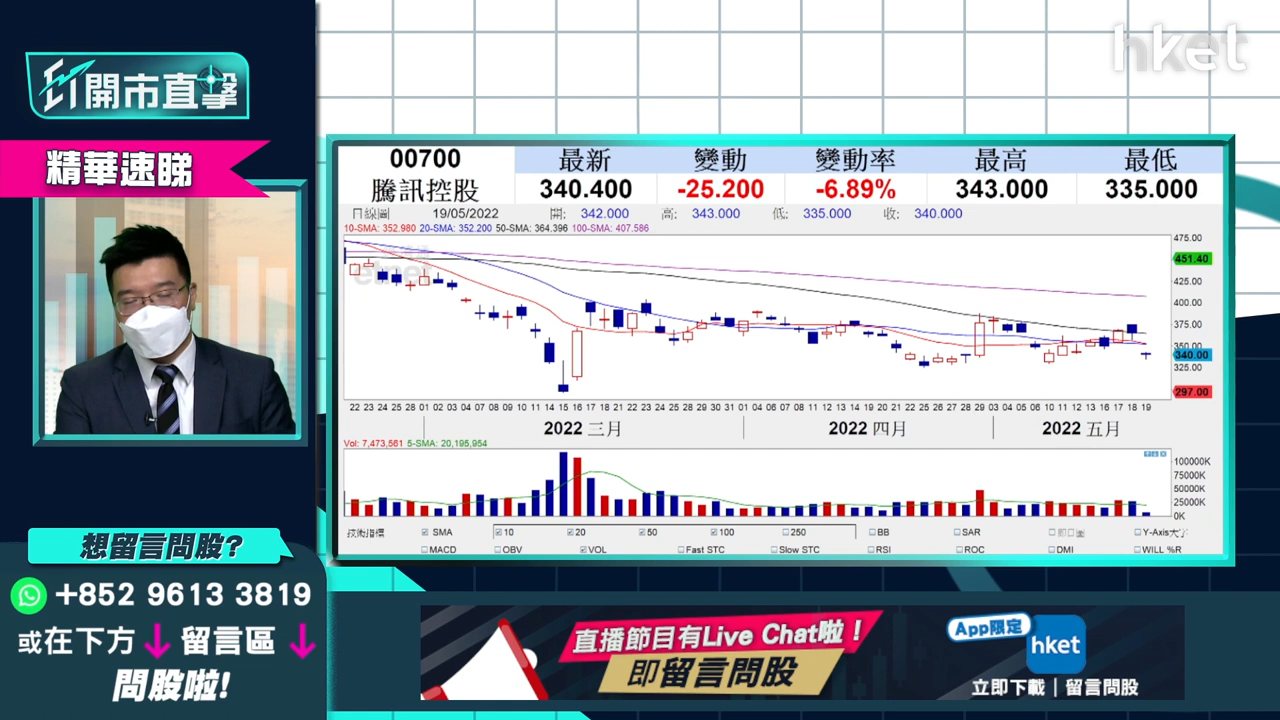 hket
ET開市直擊
精華速睇
00700
騰訊控股
最新
340.400
變動
-25.200
變動率
-6.89%
最高
343.000
最低
335.000
日線圖 19/05/2022 開: 342.000 高: 343.000 低: 335.000 收: 340.000
10-SMA: 352.980 20-SMA: 352.200 50-SMA: 364.396 100-SMA: 407.586
etnet
475.00
451.40
425.00
400.00
375.00
350.00
340.00
325.00
297.00
22 23 24 25 28 01 02 03 04 07 08 09 10 11 14 15 16 17 18 21 22 23 24 25 28 29 30 31 01 04 06 07 08 11 12 13 14 19 20 21 22 25 26 27 28 29 03 04 05 06 10 11 12 13 16 17 18 19
2022 三月
2022 四月
2022 五月
Vol: 7,473,561 5-SMA: 20,195,954
100000K
75000K
50000K
25000K
0K
技術指標 SMA 10 20 50 100 250 BB SAR Y-Axis大字
MACD OBV VOL Fast STC Slow STC RSI ROC DMI WILL %R
想留言問股?
+852 9613 3819
或在下方 留言區
問股啦!
直播節目有Live Chat啦！
即留言問股
App限定
hket
立即下載 | 留言問股